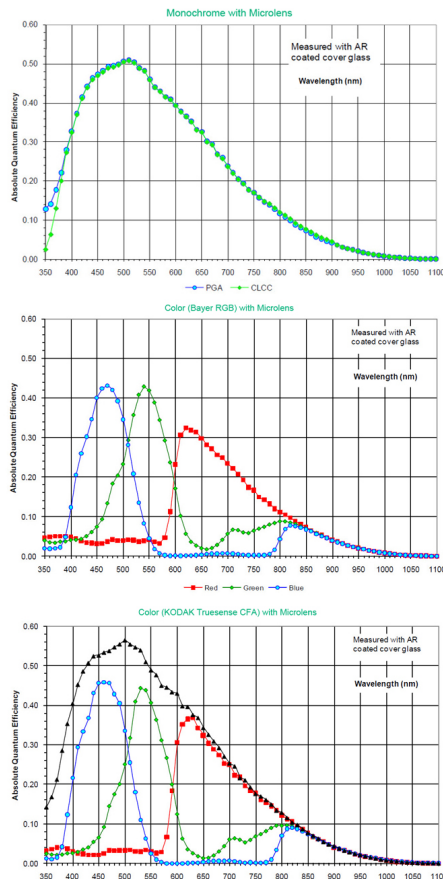 Monochrome with Microlens
Absolute Quantum Efficiency
0.60
0.50
0.40
0.30
0.20
0.10
0.00
Measured with AR
coated cover glass
Wavelength (nm)
350 400 450 500 550 600 650 700 750 800 850 900 950 1000 1050 1100
PGA CLCC
Color (Bayer RGB) with Microlens
Absolute Quantum Efficiency
0.60
0.50
0.40
0.30
0.20
0.10
0.00
Measured with AR
coated cover glass
Wavelength (nm)
350 400 450 500 550 600 650 700 750 800 850 900 950 1000 1050 1100
Red Green Blue
Color (KODAK Truesense CFA) with Microlens
Absolute Quantum Efficiency
0.60
0.50
0.40
0.30
0.20
0.10
0.00
Measured with AR
coated cover glass
Wavelength (nm)
350 400 450 500 550 600 650 700 750 800 850 900 950 1000 1050 1100